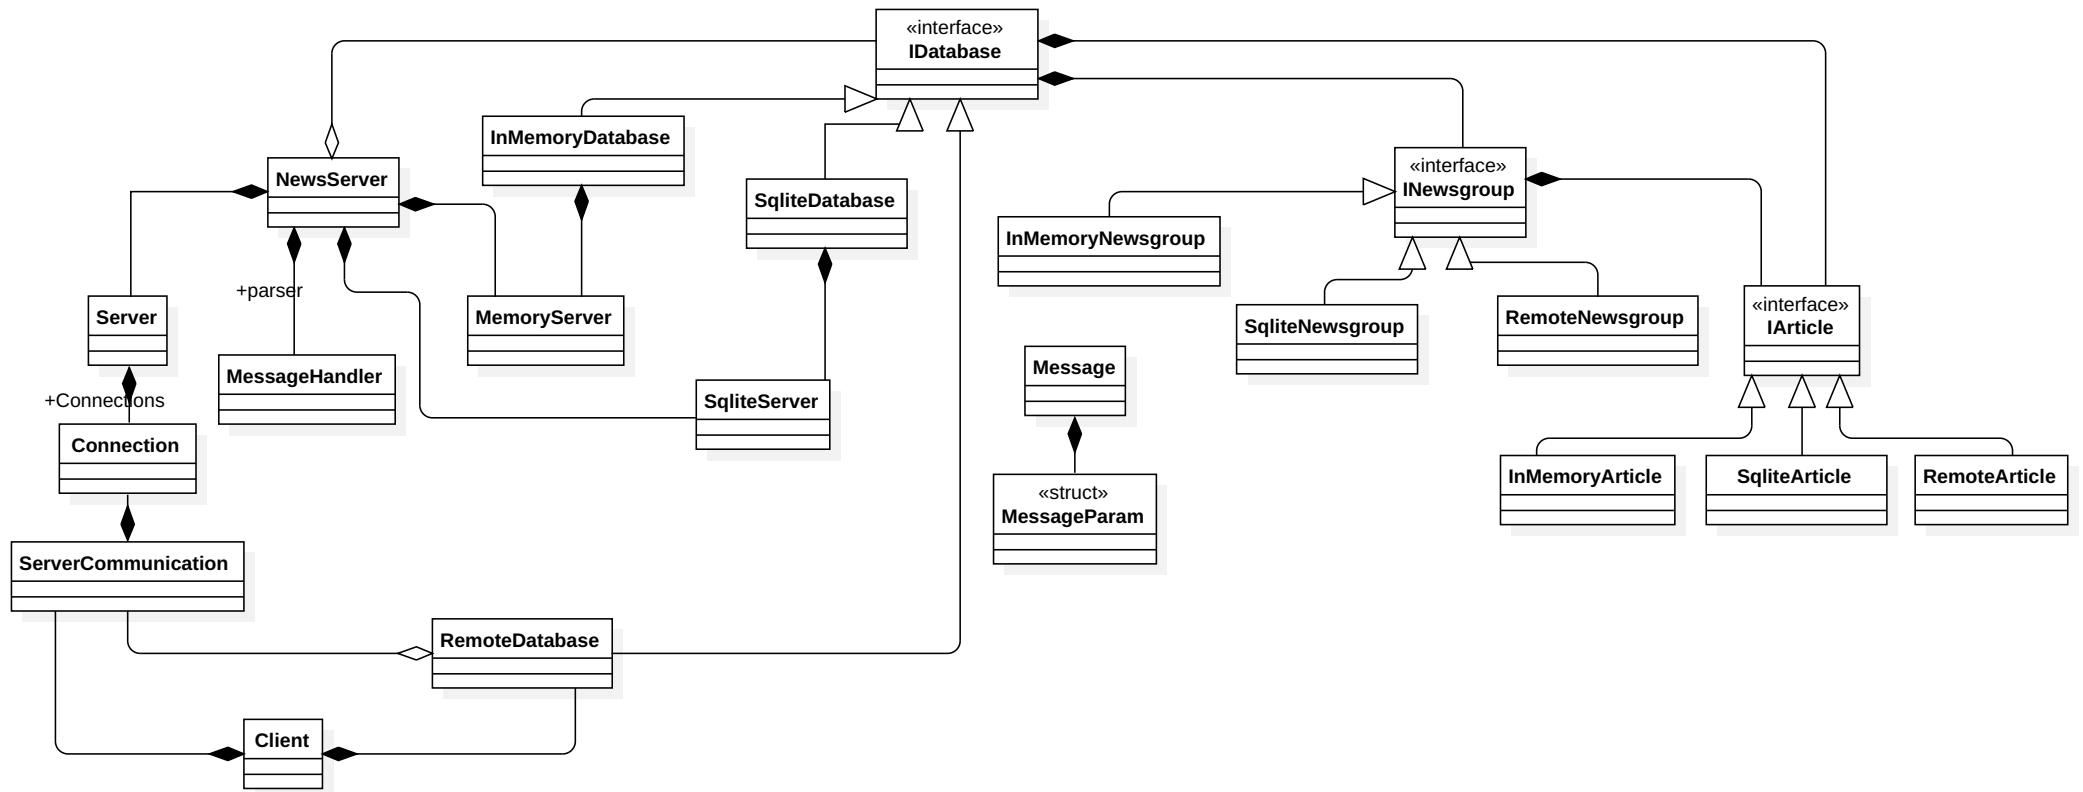 «interface»
IDatabase
InMemoryDatabase
NewsServer
SqliteDatabase
«interface»
INewsgroup
InMemoryNewsgroup
+parser
Server
MemoryServer
SqliteNewsgroup
RemoteNewsgroup
«interface»
IArticle
MessageHandler
Message
+Connections
SqliteServer
Connection
InMemoryArticle
SqliteArticle
RemoteArticle
«struct»
MessageParam
ServerCommunication
RemoteDatabase
Client